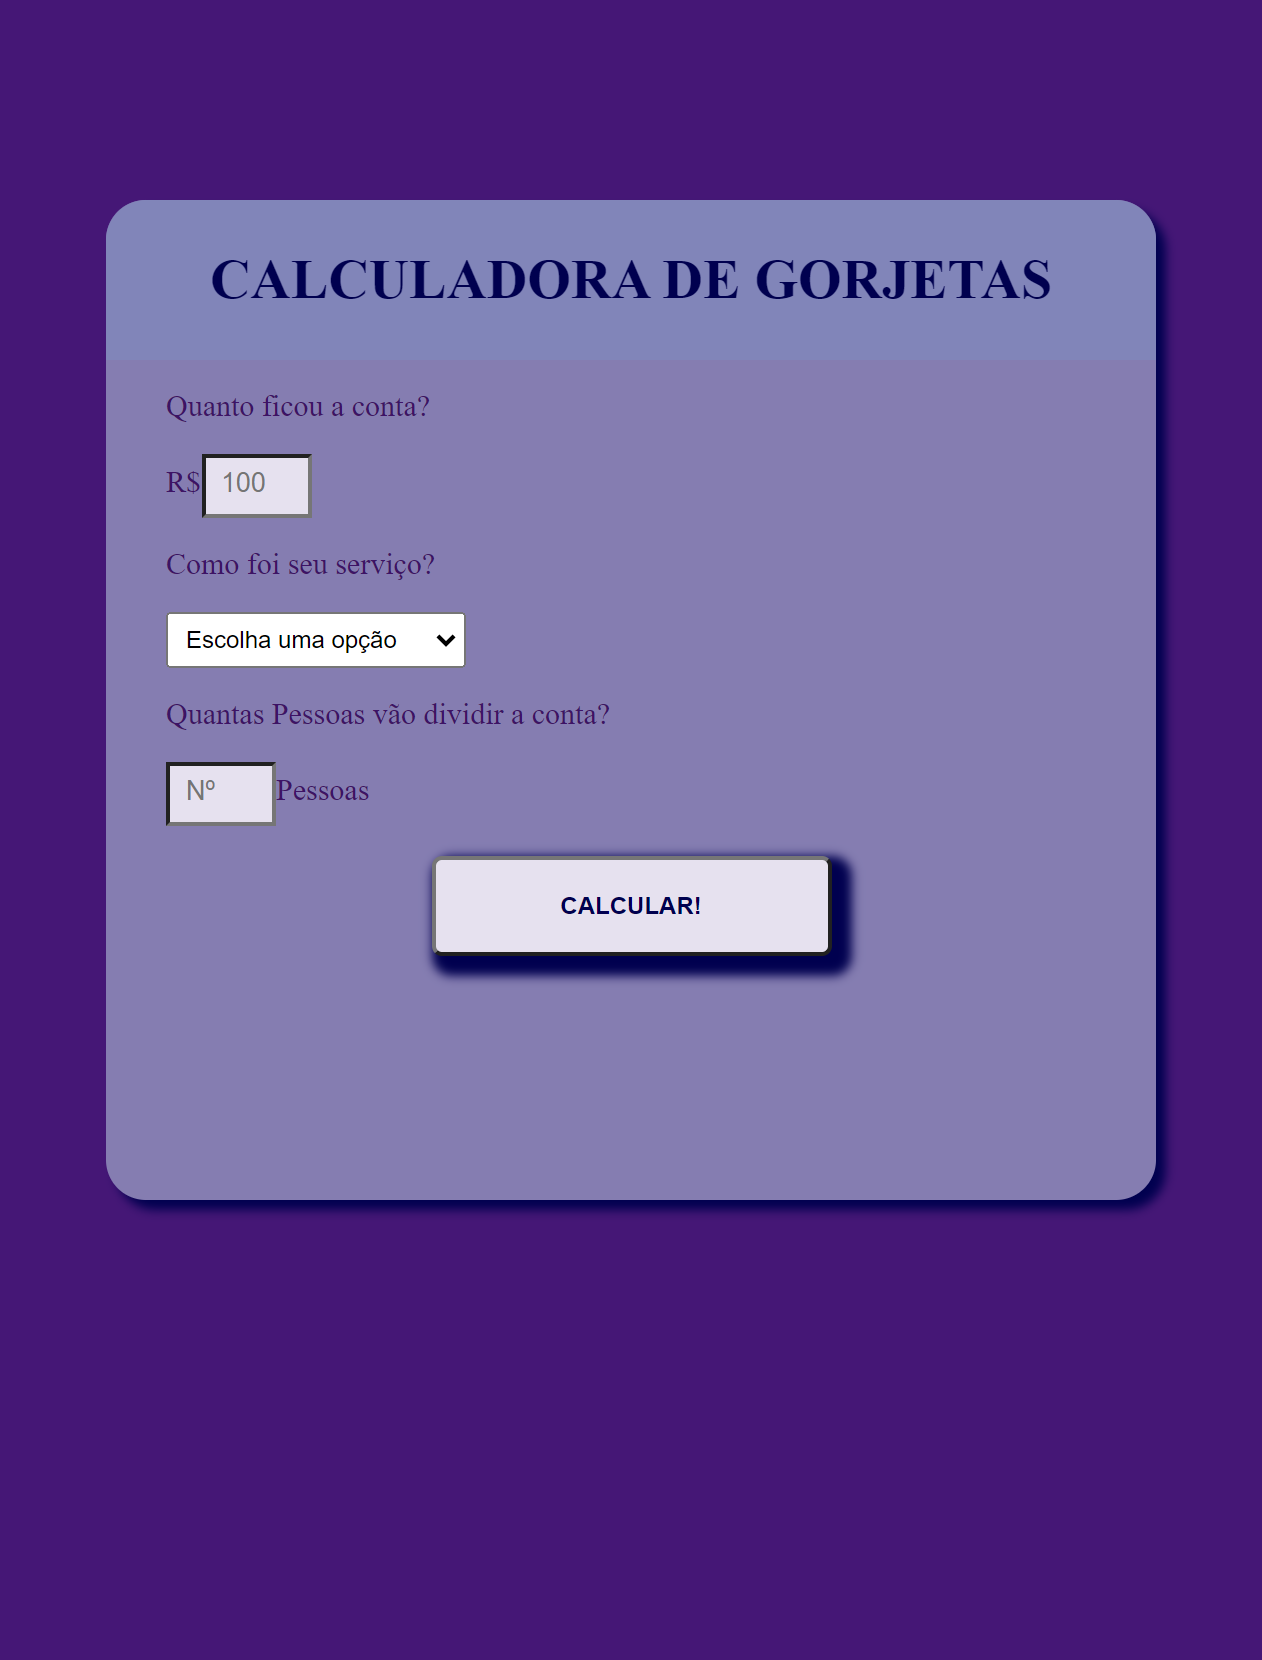 CALCULADORA DE GORJETAS
Quanto ficou a conta?
R$ 100
Como foi seu serviço?
Escolha uma opção
Quantas Pessoas vão dividir a conta?
Nº Pessoas
CALCULAR!